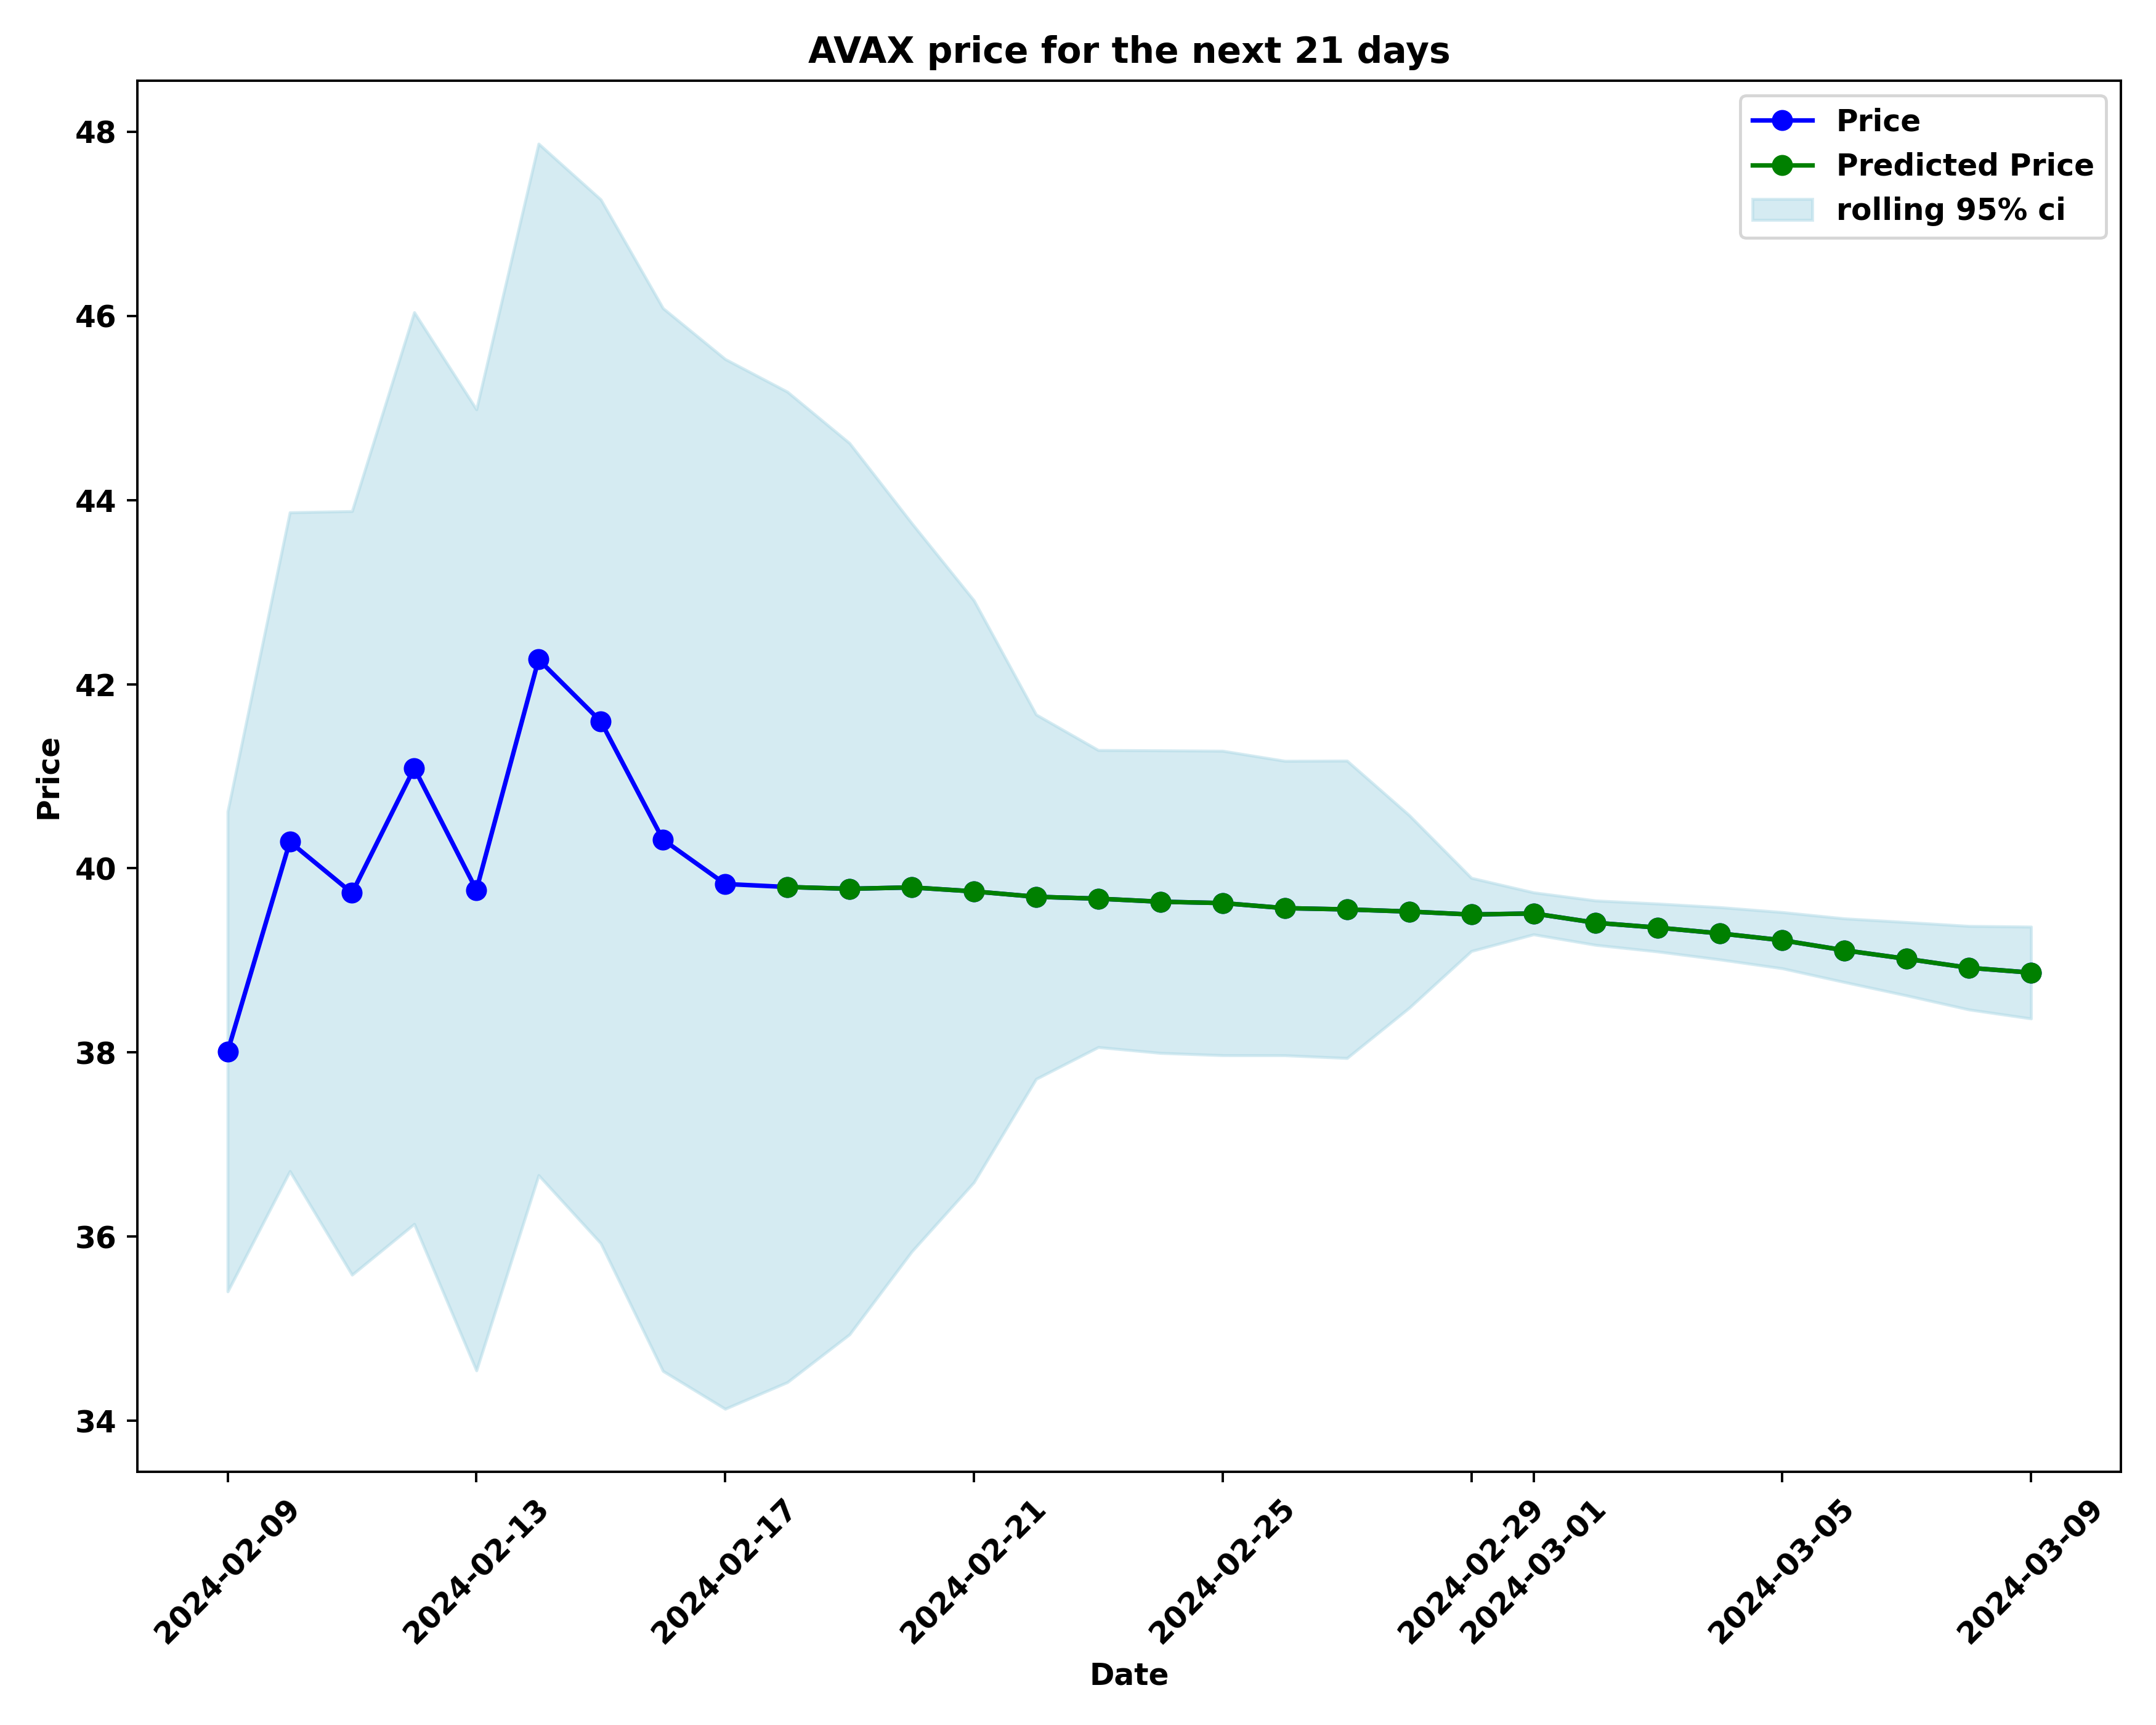 AVAX price for the next 21 days
Price
Predicted Price
rolling 95% ci
48
46
44
42
40
38
36
34
Price
2024-02-09
2024-02-13
2024-02-17
2024-02-21
2024-02-25
2024-02-29
2024-03-01
2024-03-05
2024-03-09
Date